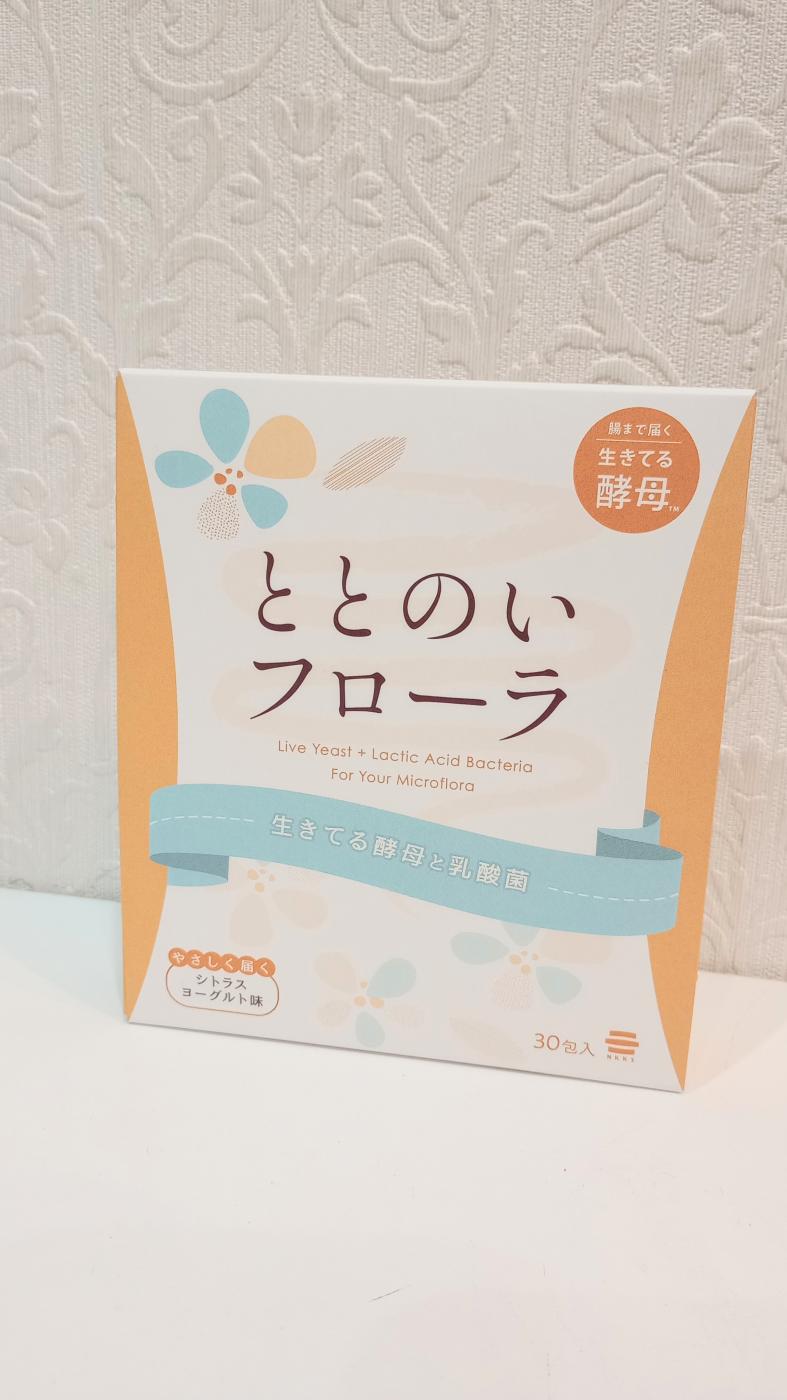 腸まで届く
生きてる
酵母™
ととのい
フローラ
Live Yeast + Lactic Acid Bacteria
For Your Microflora
生きてる酵母と乳酸菌
やさしく届く
シトラス
ヨーグルト味
30包入
NKKS